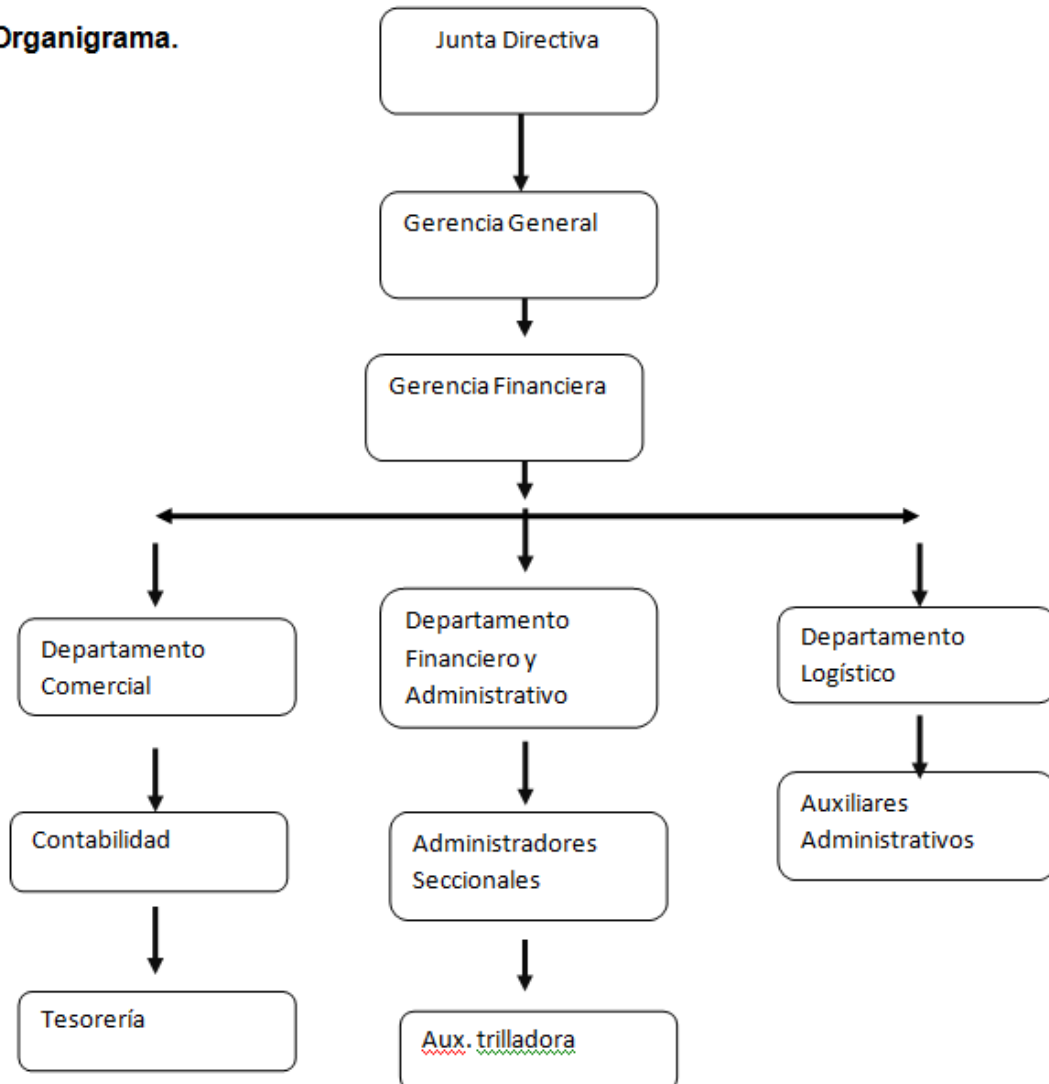 Organigrama.
Junta Directiva
Gerencia General
Gerencia Financiera
Departamento
Comercial
Departamento
Financiero y
Administrativo
Departamento
Logístico
Contabilidad
Administradores
Seccionales
Auxiliares
Administrativos
Tesorería
Aux. trilladora